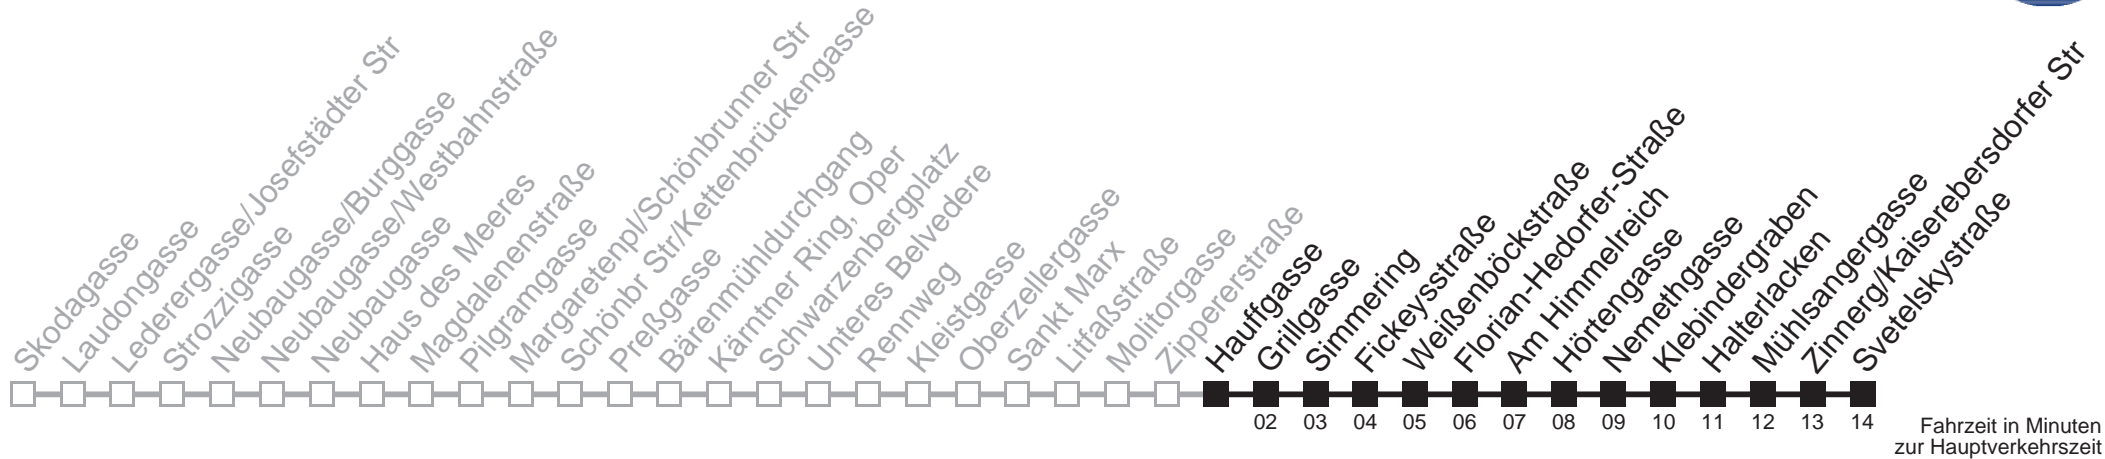 Skodagasse
Laudongasse
Lederergasse/Josefstädter Str
Strozzigasse
Neubaugasse/Burggasse
Neubaugasse/Westbahnstraße
Neubaugasse
Haus des Meeres
Magdalenenstraße
Pilgramgasse
Margaretenpl/Schönbrunner Str
Schönbr Str/Kettenbrückengasse
Preßgasse
Bärenmühldurchgang
Kärntner Ring, Oper
Schwarzenbergplatz
Unteres Belvedere
Rennweg
Kleistgasse
Oberzellergasse
Sankt Marx
Litfaßstraße
Molitorgasse
Zippererstraße
Hauffgasse
Grillgasse
Simmering
Fickeysstraße
Weißenböckstraße
Florian-Hedorfer-Straße
Am Himmelreich
Hörtengasse
Nemethgasse
Klebindergraben
Halterlacken
Mühlsangergasse
Zinnerg/Kaiserebersdorfer Str
Svetelskystraße
02 03 04 05 06 07 08 09 10 11 12 13 14
Fahrzeit in Minuten
zur Hauptverkehrszeit